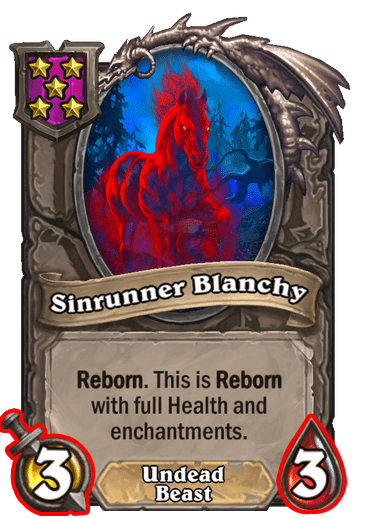 Sinrunner Blanchy
Reborn. This is Reborn
with full Health and
enchantments.
3
Undead
Beast
3